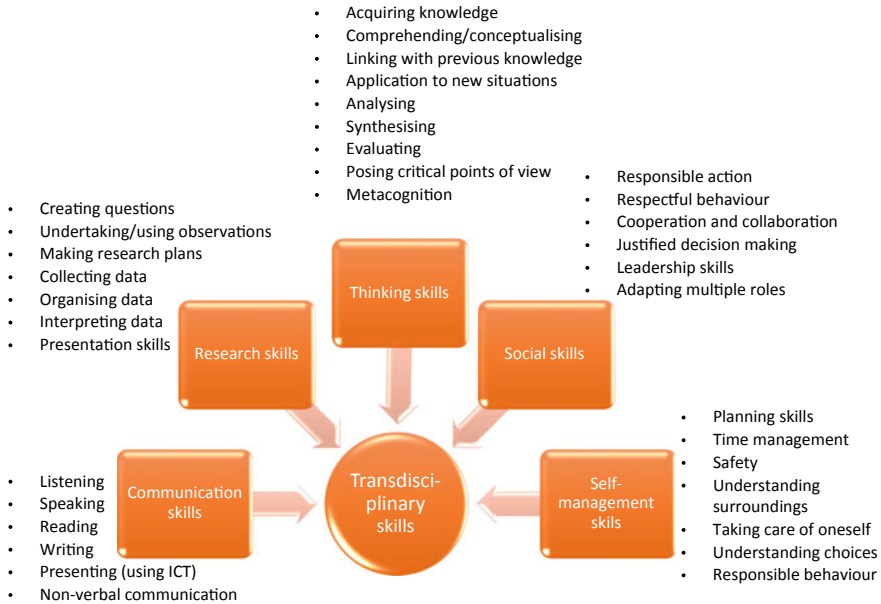 • Acquiring knowledge
• Comprehending/conceptualising
• Linking with previous knowledge
• Application to new situations
• Analysing
• Synthesising
• Evaluating
• Posing critical points of view
• Metacognition
• Responsible action
• Respectful behaviour
• Cooperation and collaboration
• Justified decision making
• Leadership skills
• Adapting multiple roles
• Creating questions
• Undertaking/using observations
• Making research plans
• Collecting data
• Organising data
• Interpreting data
• Presentation skills
Thinking skills
Research skills
Social skills
• Planning skills
• Time management
• Safety
• Understanding
surroundings
• Taking care of oneself
• Understanding choices
• Responsible behaviour
• Listening
• Speaking
• Reading
• Writing
• Presenting (using ICT)
• Non-verbal communication
Communication
skills
Transdisci-
plinary
skills
Self-
management
skils